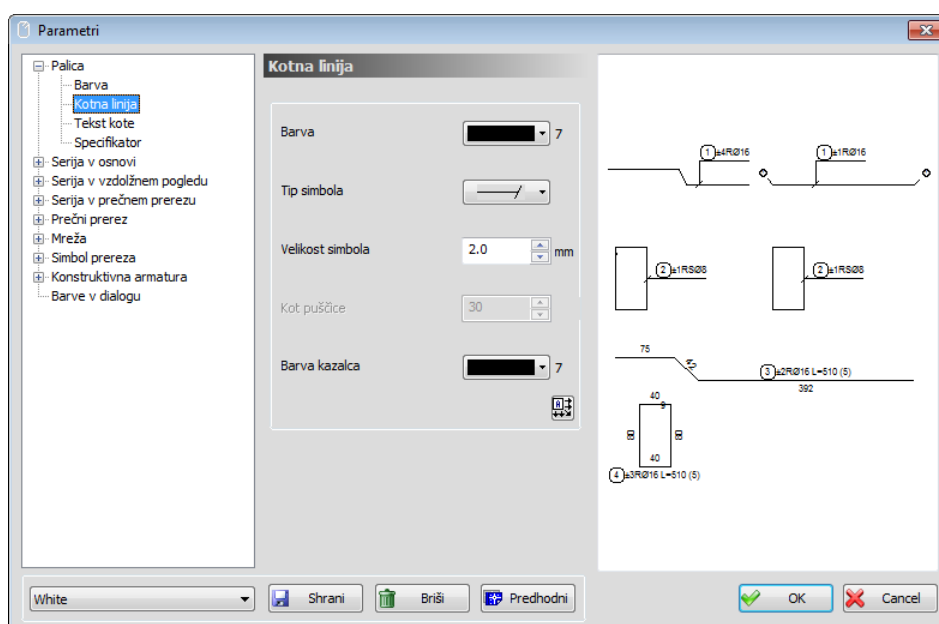 Parametri
Palica
Barva
Kotna linija
Tekst kote
Specifikator
Serija v osnovi
Serija v vzdolžnem pogledu
Serija v prečnem prerezu
Prečni prerez
Mreža
Simbol prereza
Konstruktivna armatura
Barve v dialogu
Kotna linija
Barva
7
Tip simbola
Velikost simbola
2.0
mm
Kot puščice
30
Barva kazalca
7
1 ±4RØ16
1 ±1RØ16
2 ±1RSØ8
2 ±1RSØ8
75
3 ±2RØ16 L=510 (5)
392
40
9
80
80
40
4 ±3RØ16 L=510 (5)
White
Shrani
Briši
Predhodni
OK
Cancel